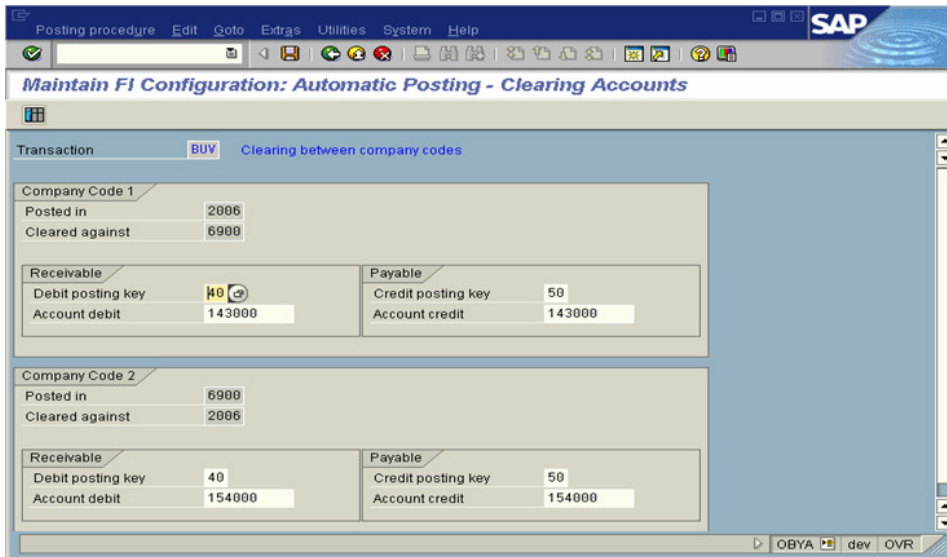 Posting procedure Edit Goto Extras Utilities System Help
SAP
Maintain FI Configuration: Automatic Posting - Clearing Accounts
Transaction BUV Clearing between company codes
Company Code 1
Posted in 2006
Cleared against 6900
Receivable Payable
Debit posting key 40 Credit posting key 50
Account debit 143000 Account credit 143000
Company Code 2
Posted in 6900
Cleared against 2006
Receivable Payable
Debit posting key 40 Credit posting key 50
Account debit 154000 Account credit 154000
OBYA dev OVR